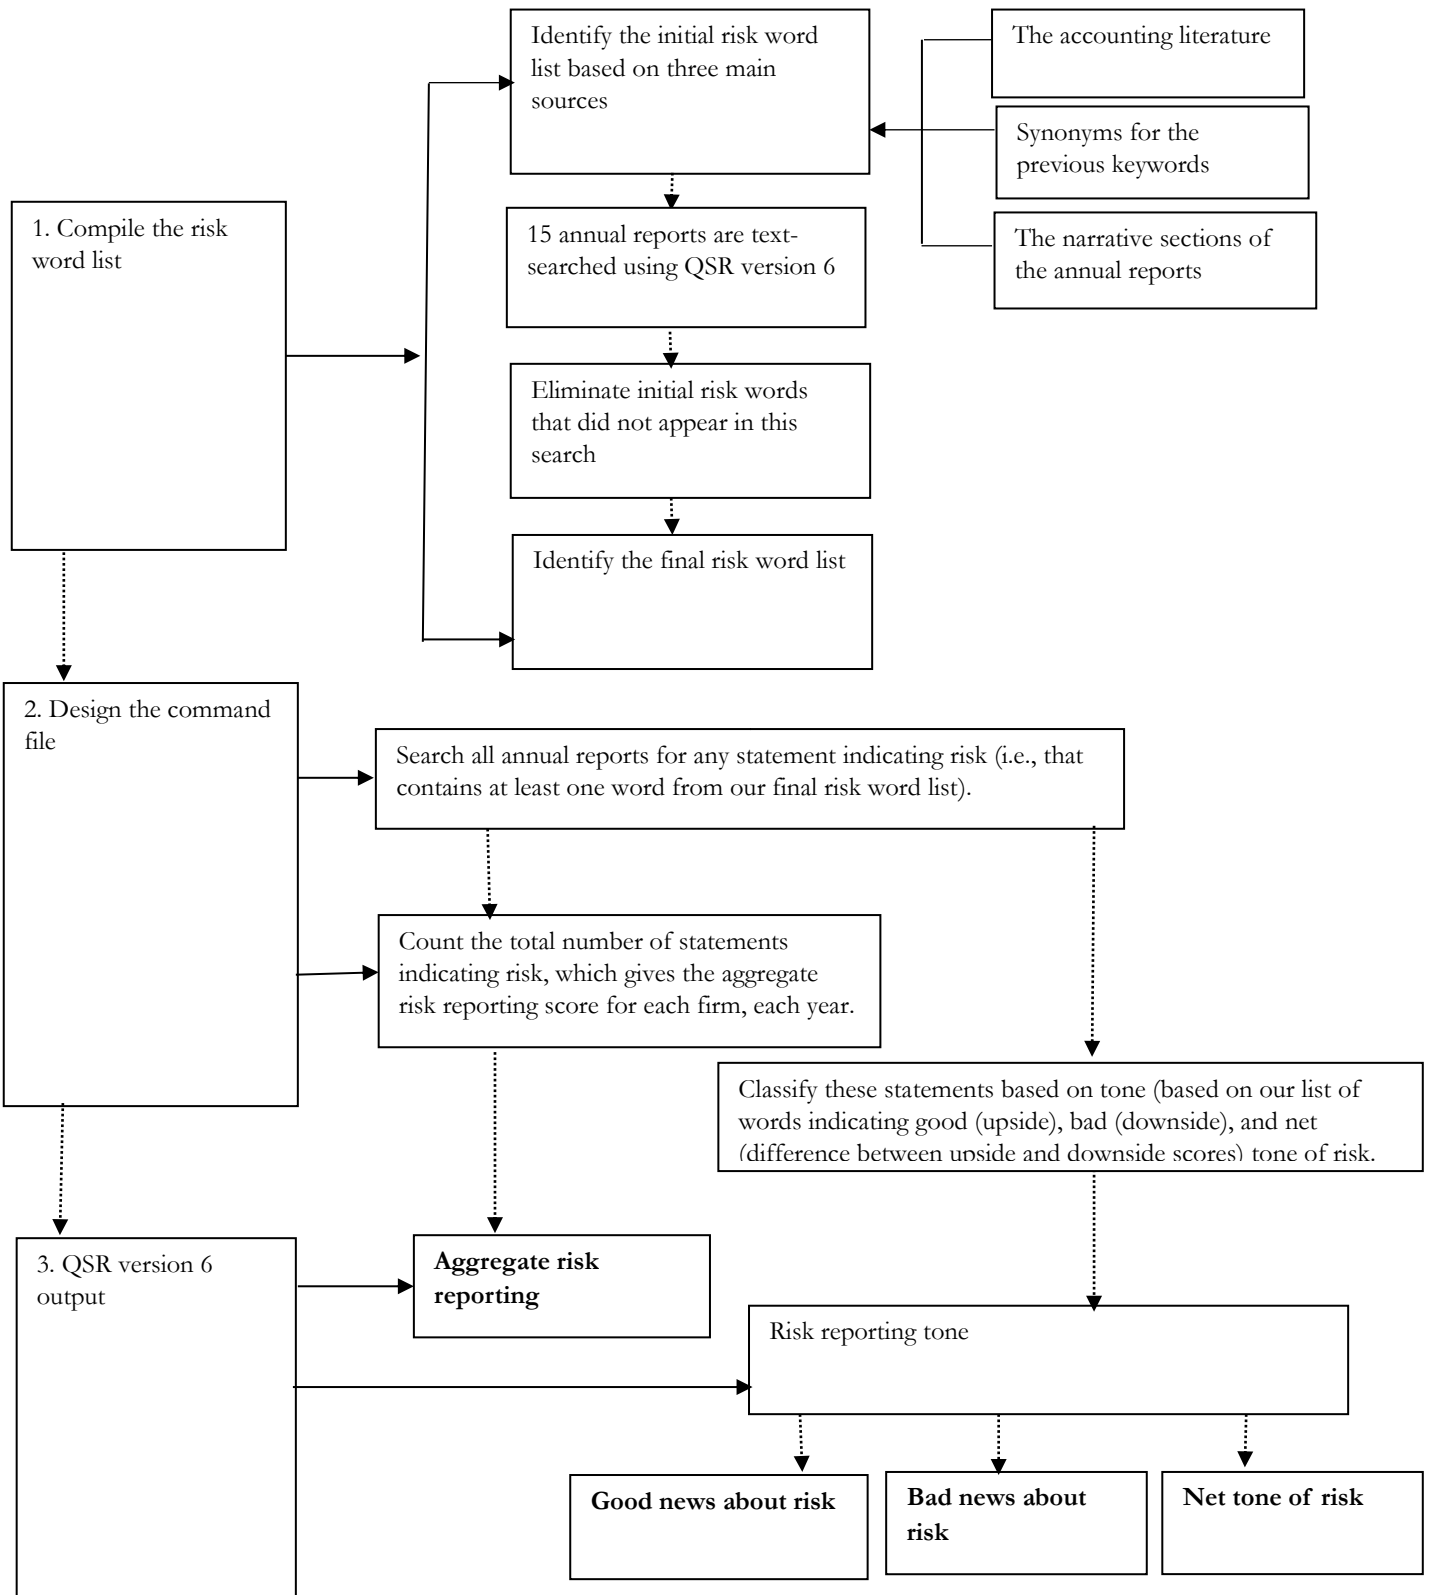 Identify the initial risk word
list based on three main
sources
The accounting literature
Synonyms for the
previous keywords
The narrative sections of
the annual reports
1. Compile the risk
word list
15 annual reports are text-
searched using QSR version 6
Eliminate initial risk words
that did not appear in this
search
Identify the final risk word list
2. Design the command
file
Search all annual reports for any statement indicating risk (i.e., that
contains at least one word from our final risk word list).
Count the total number of statements
indicating risk, which gives the aggregate
risk reporting score for each firm, each year.
Classify these statements based on tone (based on our list of
words indicating good (upside), bad (downside), and net
(difference between upside and downside scores) tone of risk.
3. QSR version 6
output
Aggregate risk
reporting
Risk reporting tone
Good news about risk
Bad news about
risk
Net tone of risk